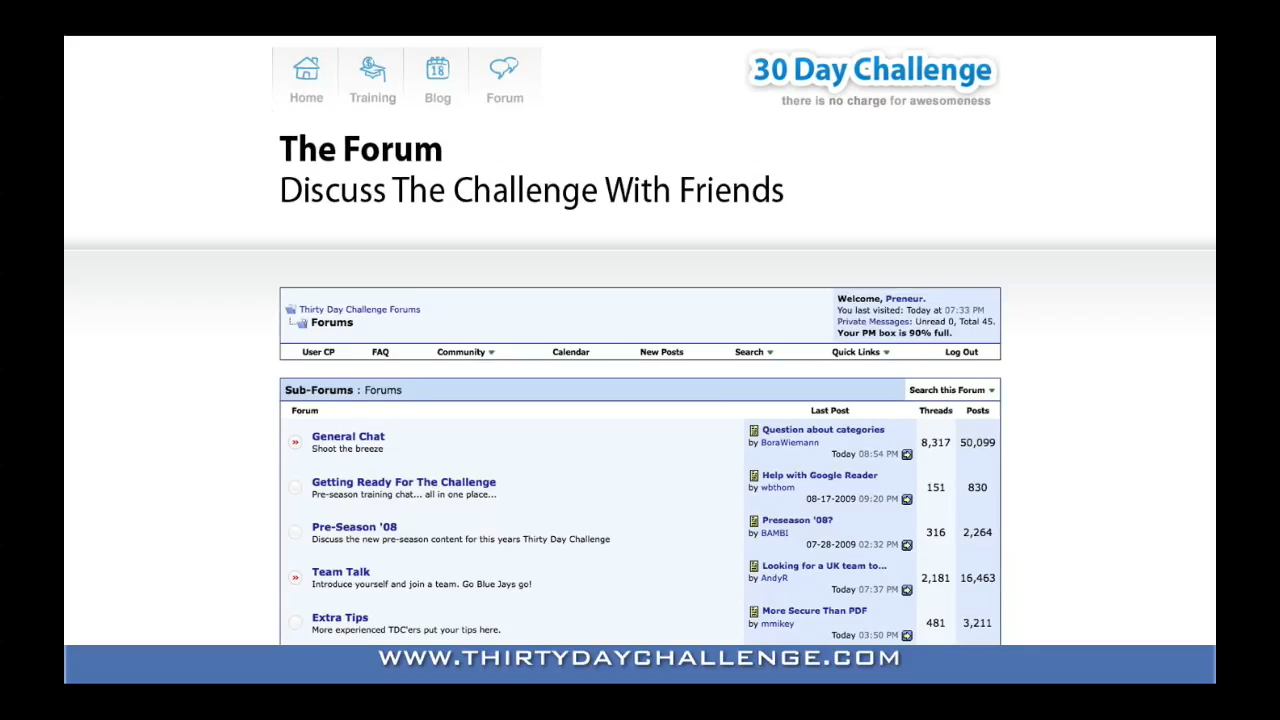 Home Training Blog Forum
18
30 Day Challenge
there is no charge for awesomeness
The Forum
Discuss The Challenge With Friends
Thirty Day Challenge Forums
Forums
Welcome, Preneur.
You last visited: Today at 07:33 PM
Private Messages: Unread 0, Total 45.
Your PM box is 90% full.
User CP FAQ Community Calendar New Posts Search Quick Links Log Out
Sub-Forums : Forums Search this Forum
Forum Last Post Threads Posts
General Chat
Shoot the breeze
Question about categories
by BoraWiemann
Today 08:54 PM
8,317 50,099
Getting Ready For The Challenge
Pre-season training chat... all in one place...
Help with Google Reader
by wbthom
08-17-2009 09:20 PM
151 830
Pre-Season '08
Discuss the new pre-season content for this years Thirty Day Challenge
Preseason '08?
by BAMBI
07-28-2009 02:32 PM
316 2,264
Team Talk
Introduce yourself and join a team. Go Blue Jays go!
Looking for a UK team to...
by AndyR
Today 07:37 PM
2,181 16,463
Extra Tips
More experienced TDC'ers put your tips here.
More Secure Than PDF
by mmikey
Today 03:50 PM
481 3,211
WWW.THIRTYDAYCHALLENGE.COM